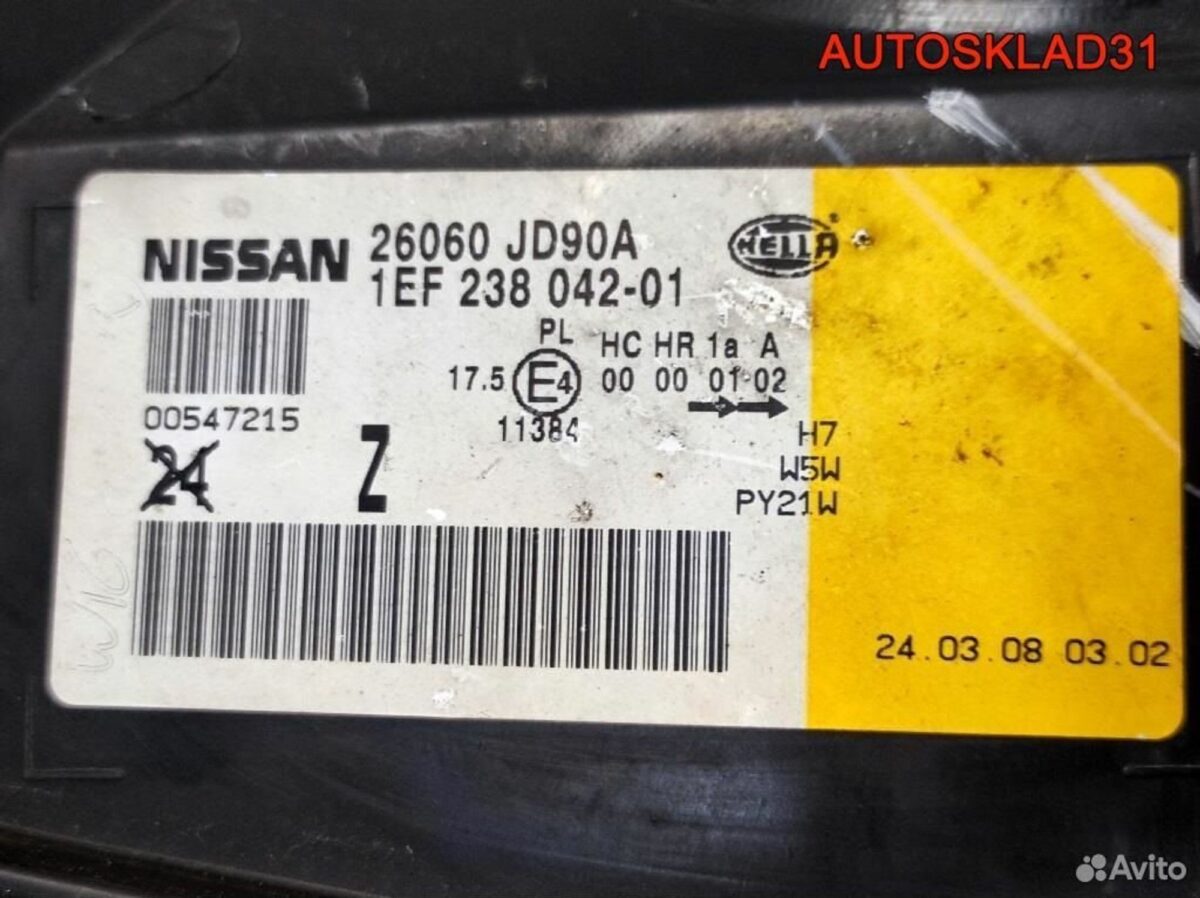 AUTOSKLAD31
NISSAN 26060 JD90A
1EF 238 042-01
HELLA
PL HC HR 1a A
17.5 E4 00 00 01 02
11384
00547215
24
Z
H7
W5W
PY21W
24.03.08 03.02
Avito